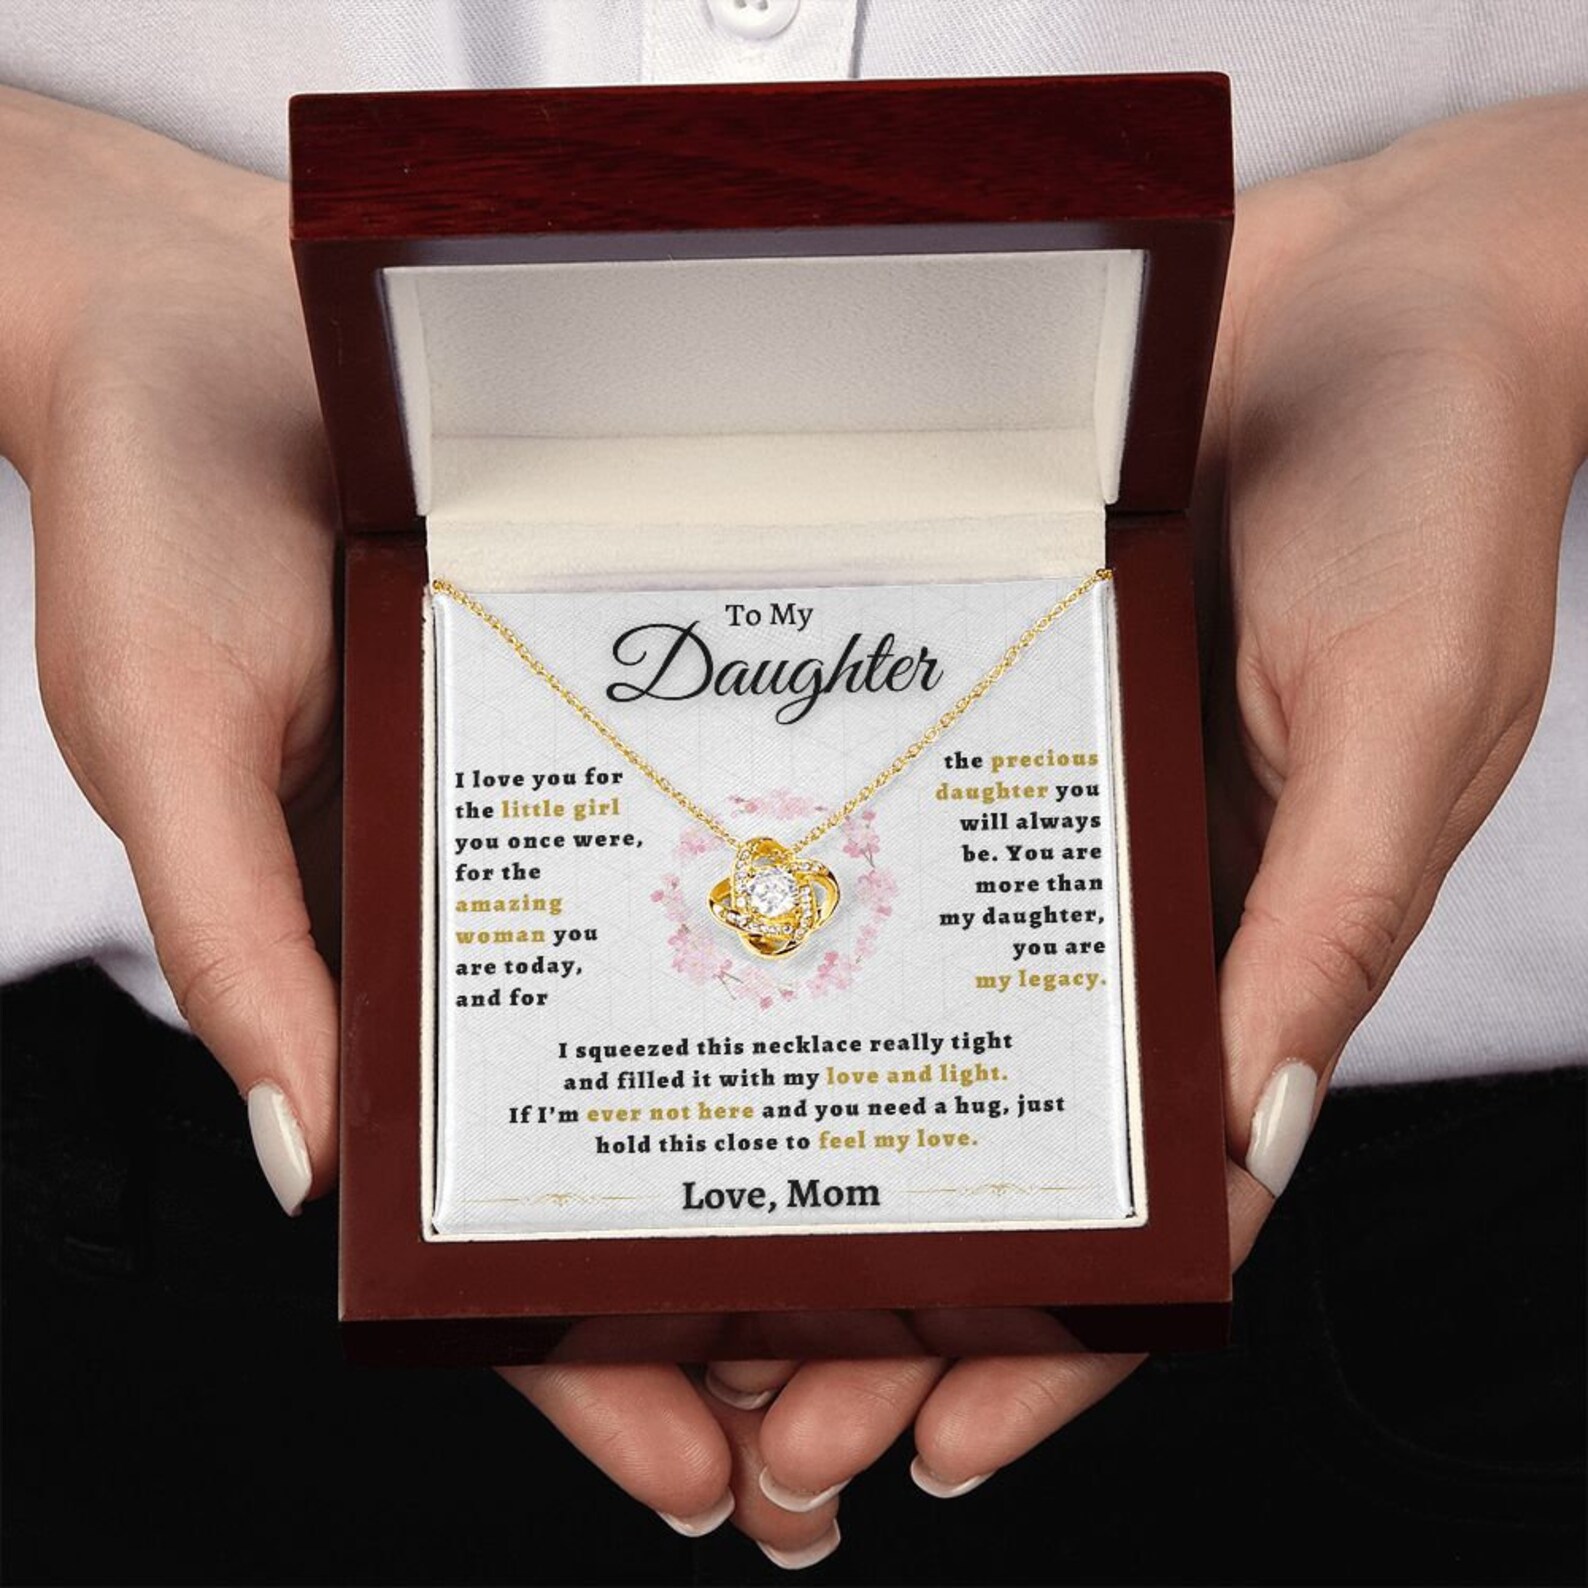 To My
Daughter
I love you for
the little girl
you once were,
for the
amazing
woman you
are today,
and for
the precious
daughter you
will always
be. You are
more than
my daughter,
you are
my legacy.
I squeezed this necklace really tight
and filled it with my love and light.
If I'm ever not here and you need a hug, just
hold this close to feel my love.
Love, Mom